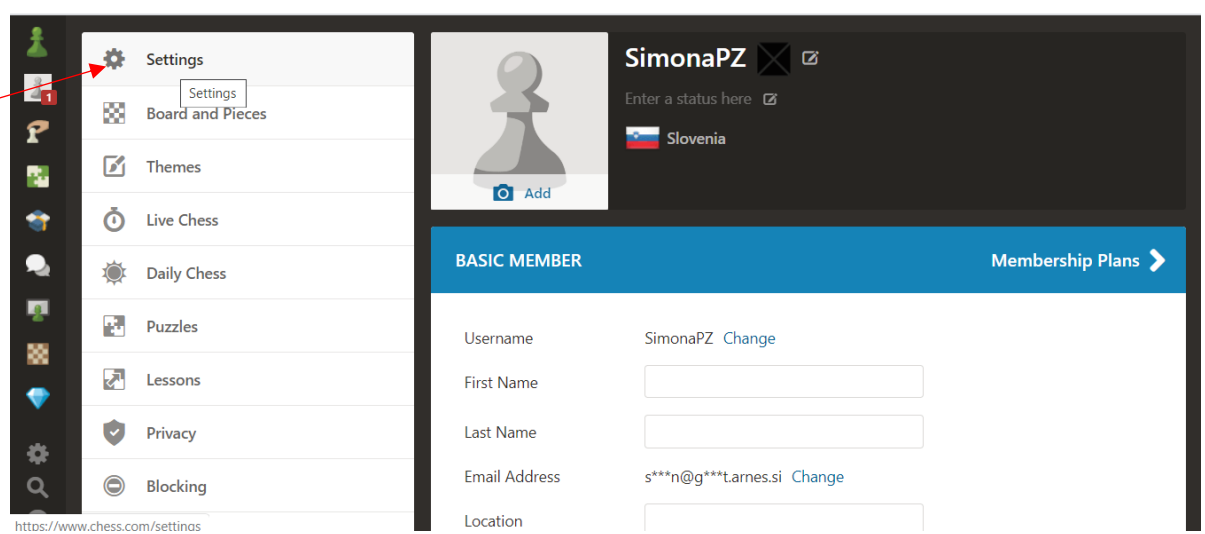 1
Settings
Settings
Board and Pieces
Themes
Live Chess
Daily Chess
Puzzles
Lessons
Privacy
Blocking
https://www.chess.com/settings
SimonaPZ
Enter a status here
Slovenia
Add
BASIC MEMBER Membership Plans
Username SimonaPZ Change
First Name
Last Name
Email Address s***n@g***t.arnes.si Change
Location